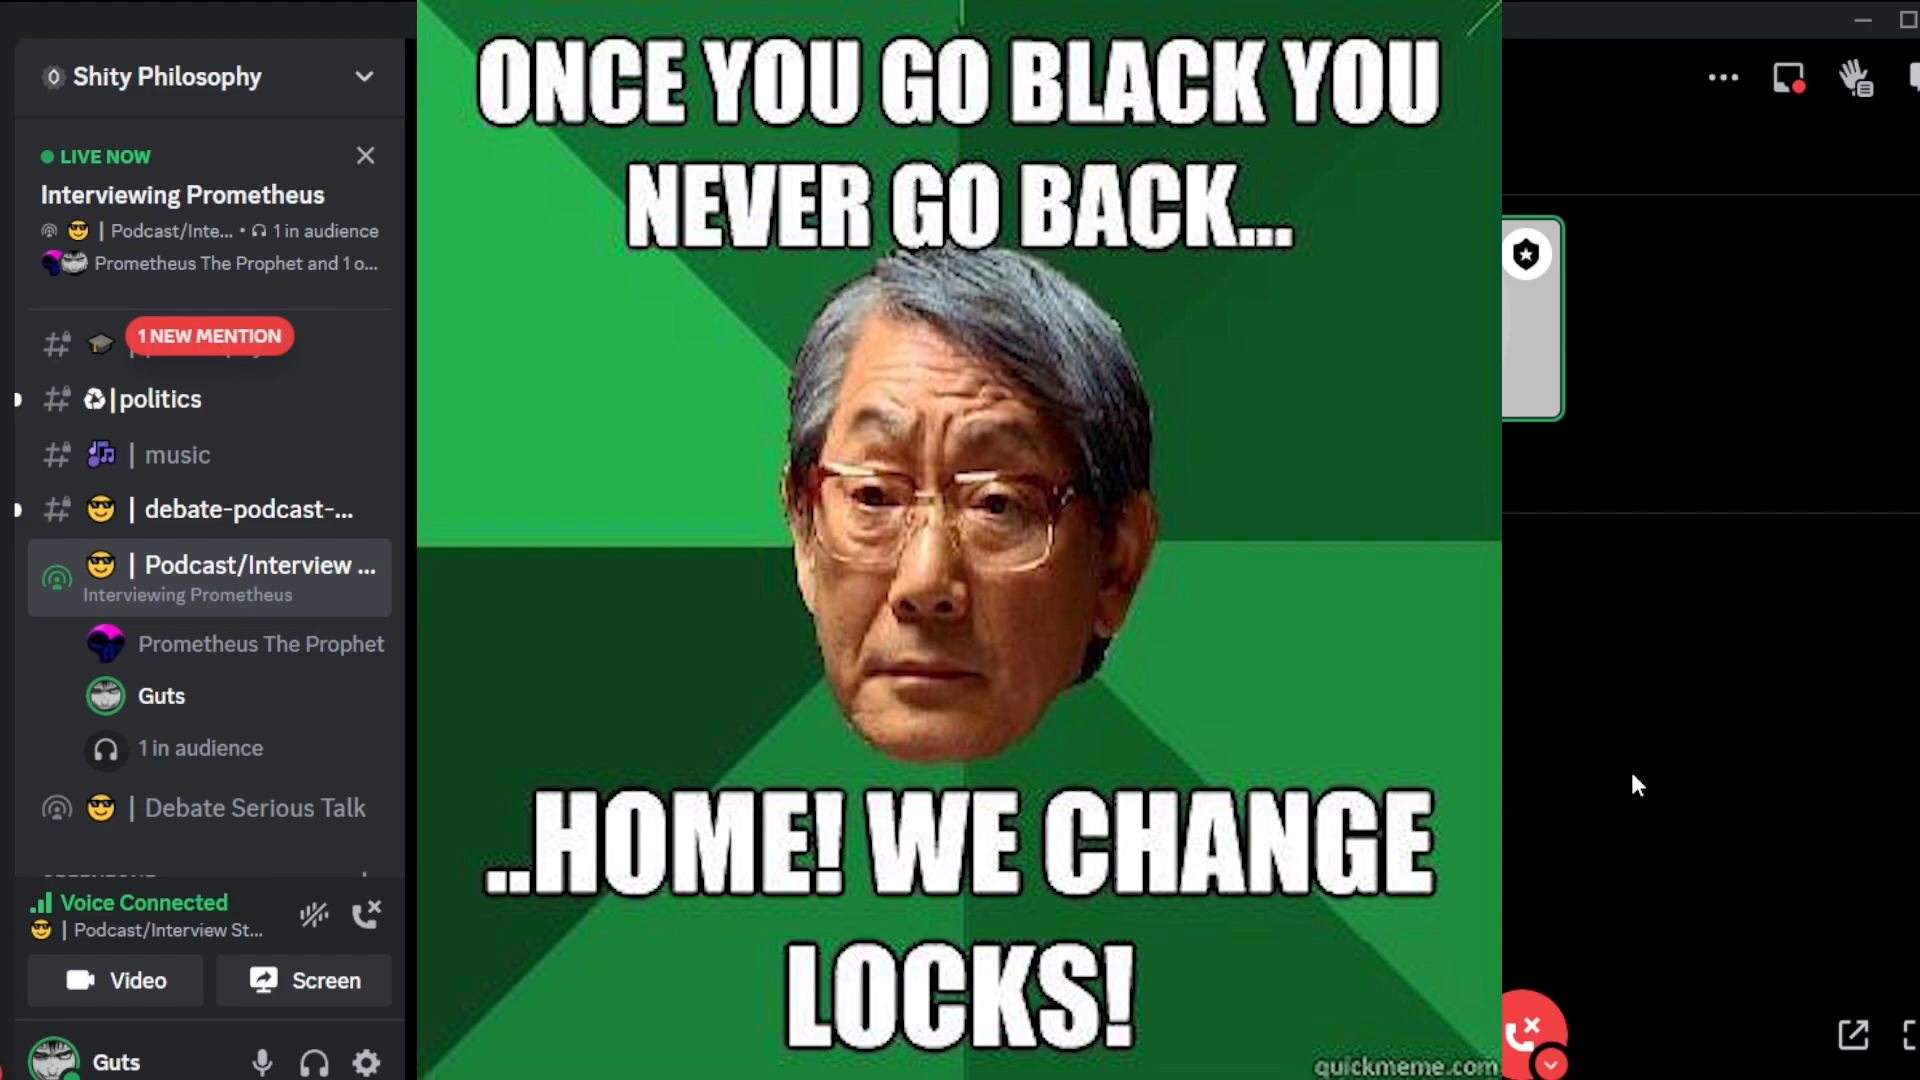 Shity Philosophy
LIVE NOW
Interviewing Prometheus
| Podcast/Inte... • 1 in audience
Prometheus The Prophet and 1 o...
1 NEW MENTION
|politics
| music
| debate-podcast-...
| Podcast/Interview ...
Interviewing Prometheus
Prometheus The Prophet
Guts
1 in audience
| Debate Serious Talk
Voice Connected
| Podcast/Interview St...
Video
Screen
Guts
ONCE YOU GO BLACK YOU
NEVER GO BACK...
..HOME! WE CHANGE
LOCKS!
quickmeme.com